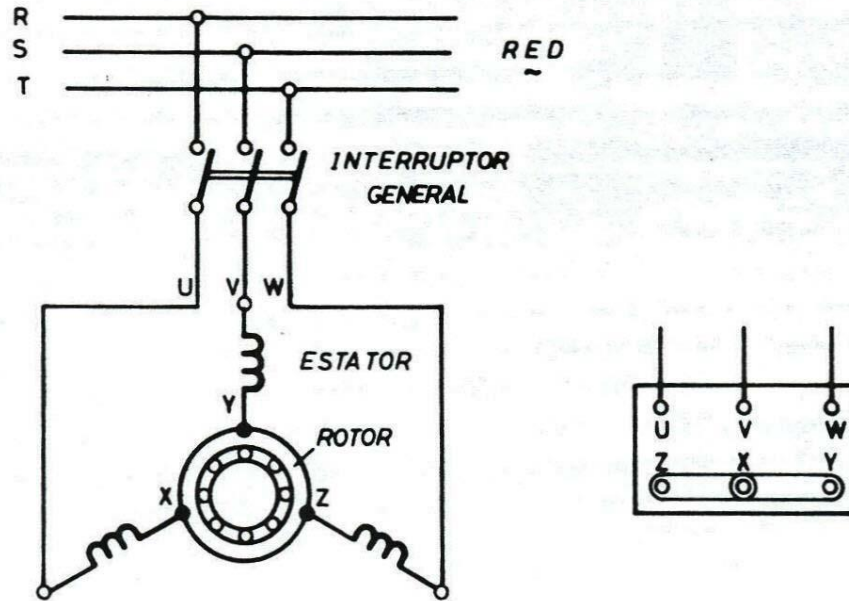 R
S
T
RED
~
INTERRUPTOR
GENERAL
U V W
ESTATOR
Y
ROTOR
X Z
U V W
Z X Y